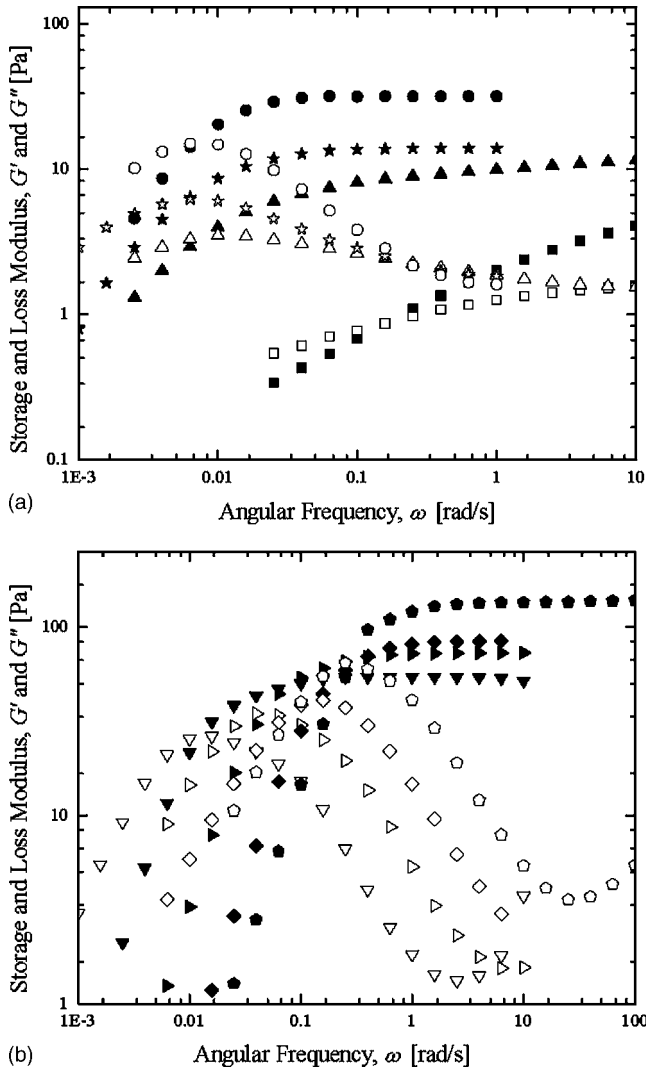 100
10
1
0.1
1E-3 0.01 0.1 1 10
Storage and Loss Modulus, G' and G" [Pa]
Angular Frequency, ω [rad/s]
(a)
100
10
1
1E-3 0.01 0.1 1 10 100
Storage and Loss Modulus, G' and G" [Pa]
Angular Frequency, ω [rad/s]
(b)